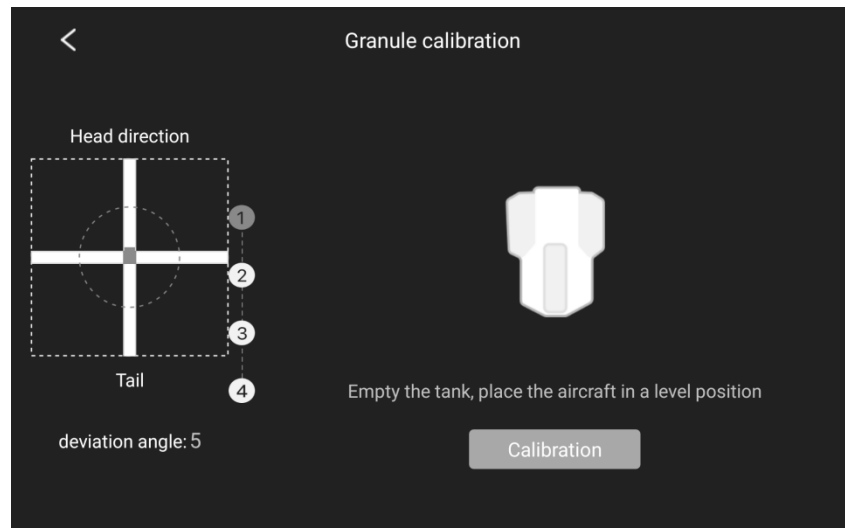 Granule calibration
Head direction
1
2
3
Tail
4
Empty the tank, place the aircraft in a level position
deviation angle: 5
Calibration